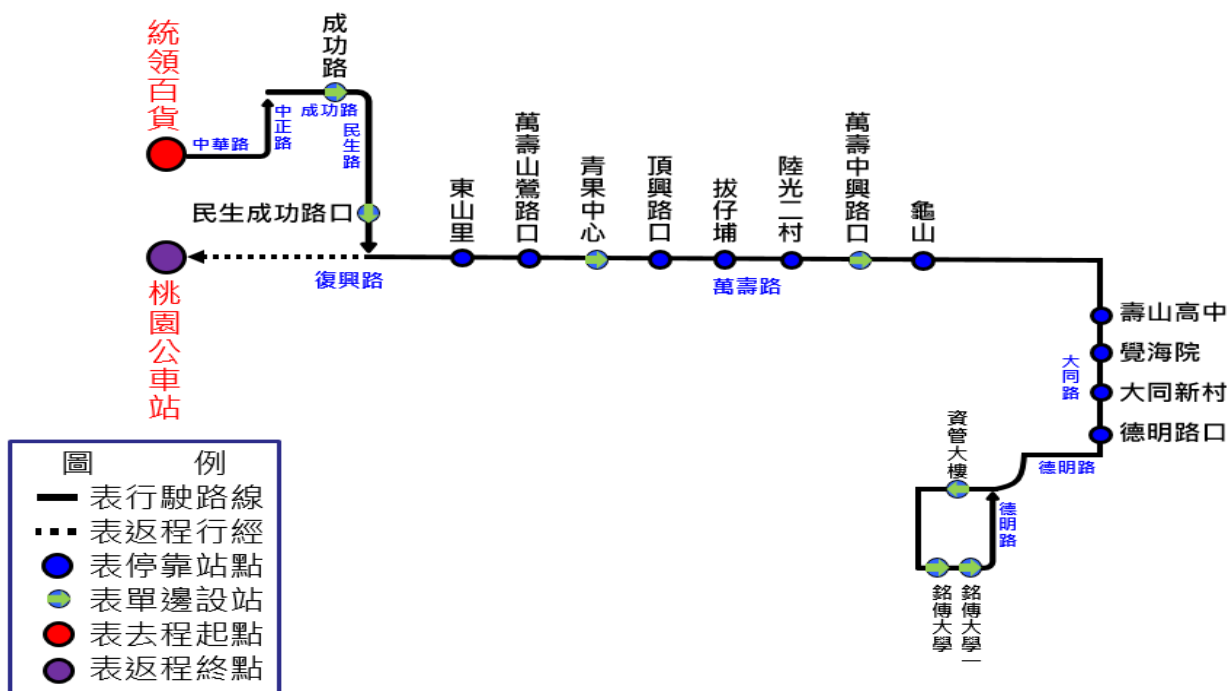 統領百貨
中華路
中正路
成功路
成功路
民生路
民生成功路口
桃園公車站
復興路
東山里
萬壽山鶯路口
青果中心
頂興路口
拔仔埔
陸光二村
萬壽中興路口
龜山
萬壽路
壽山高中
覺海院
大同新村
德明路口
大同路
德明路
資管大樓
德明路
銘傳大學
銘傳大學一
圖 例
表行駛路線
表返程行經
表停靠站點
表單邊設站
表去程起點
表返程終點